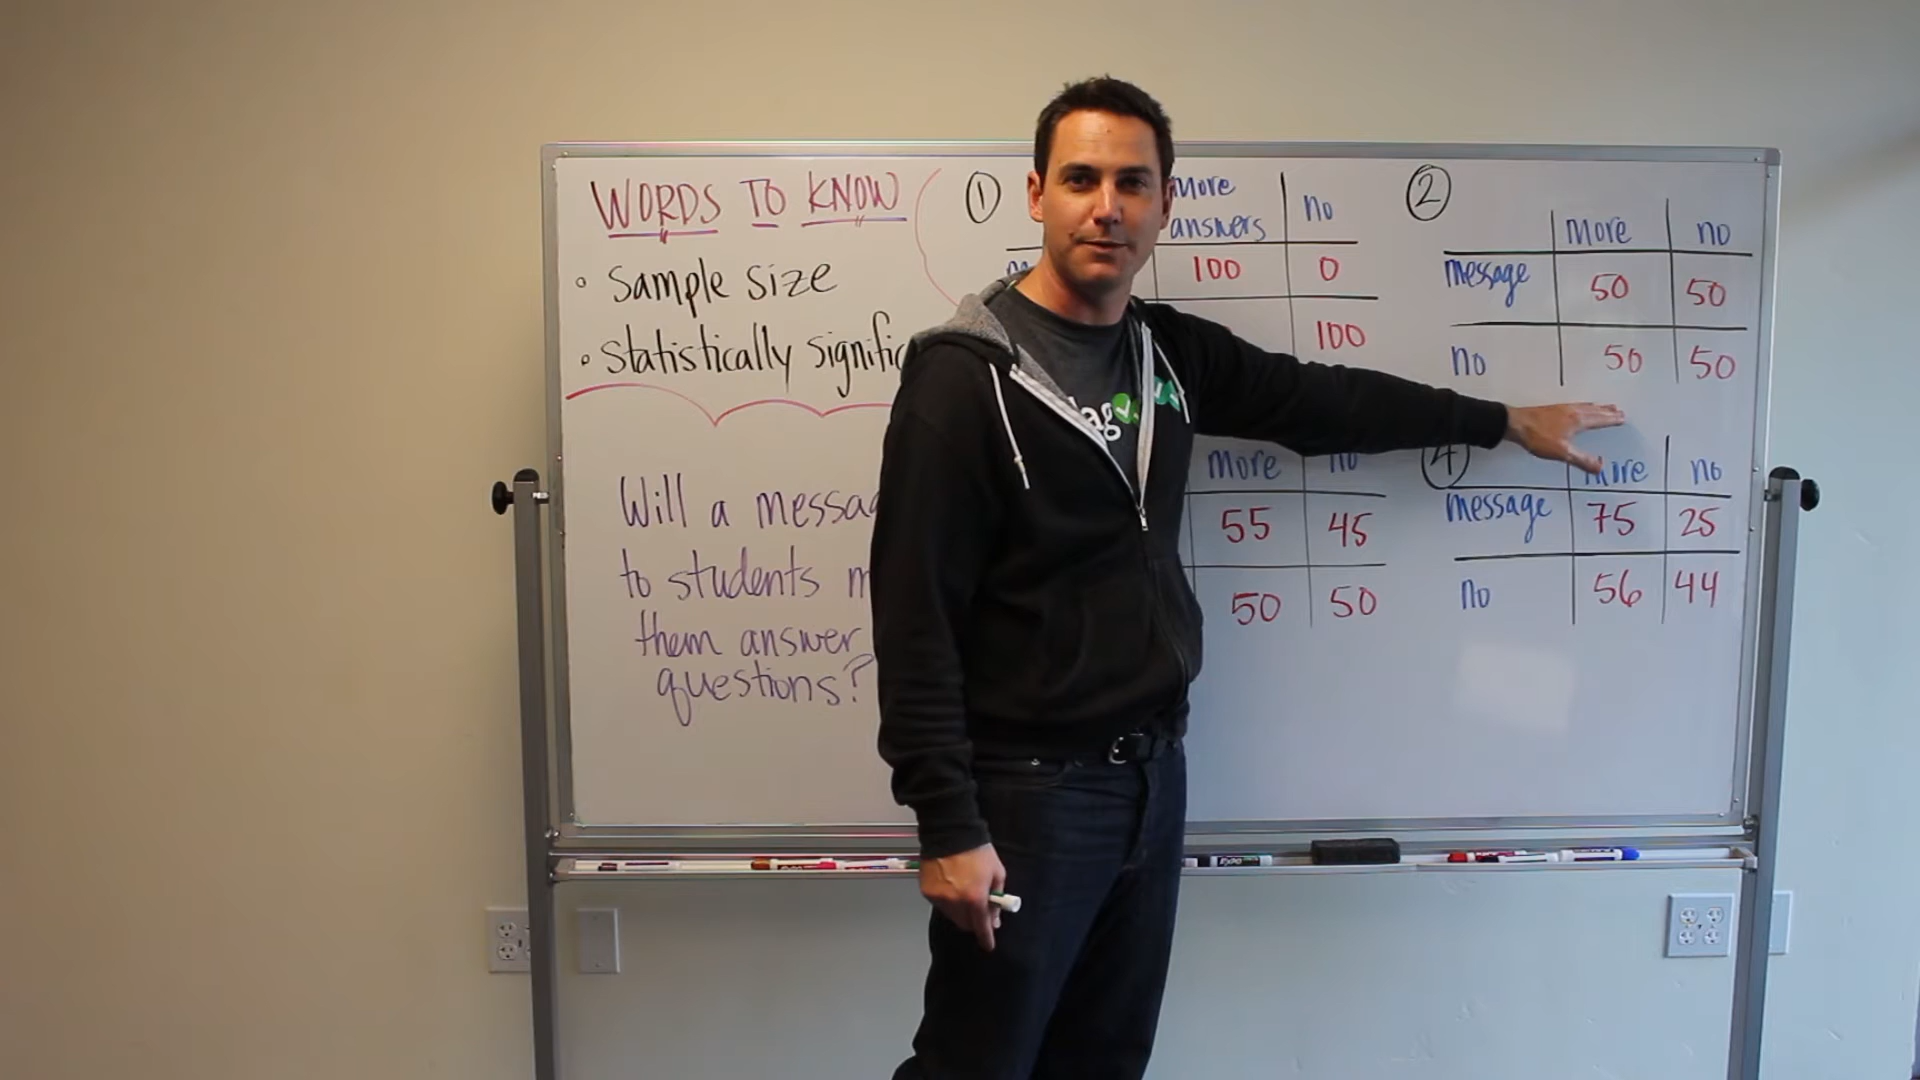 WORDS TO KNOW
• sample size
• statistically
Will a
to students
them answer
questions?
1
More
answers
no
100 0
100
2
More no
message 50 50
no 50 50
More no
55 45
50 50
4
More no
message 75 25
no 56 44